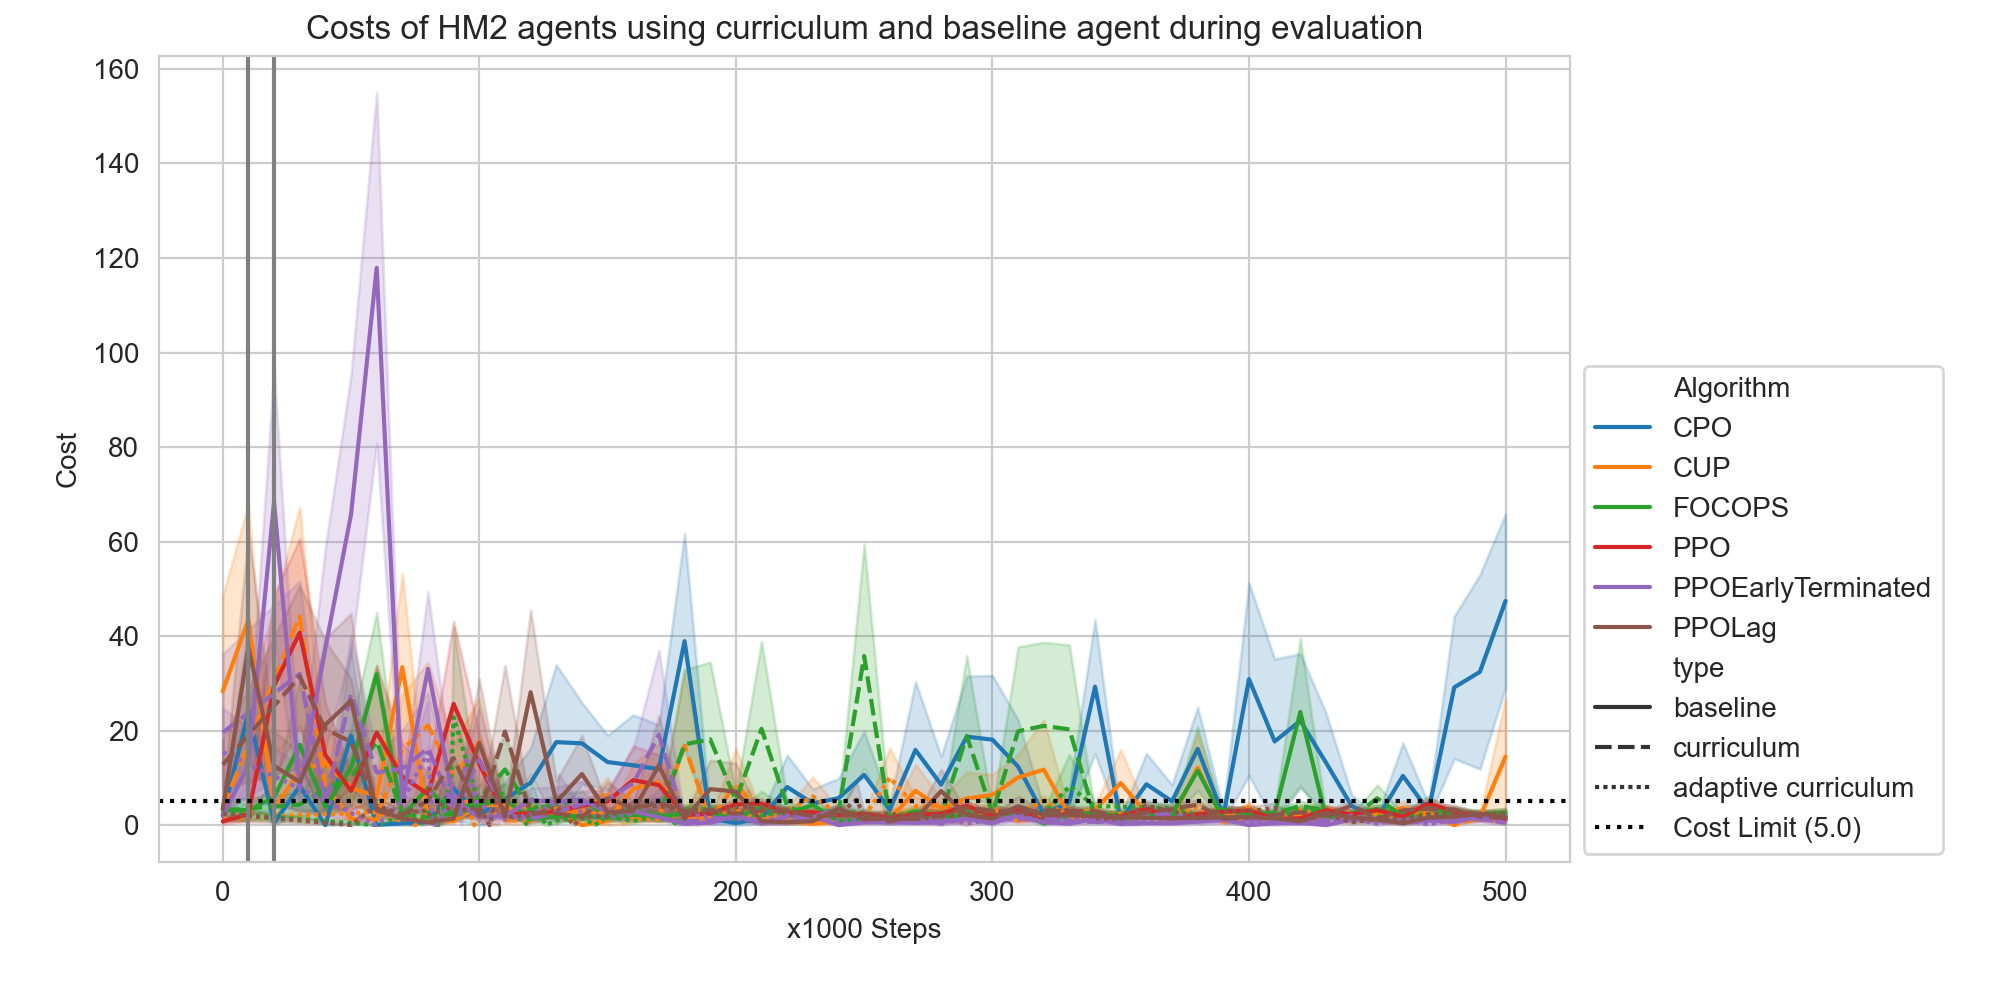 Costs of HM2 agents using curriculum and baseline agent during evaluation
160
140
120
100
80
60
40
20
0
Cost
0 100 200 300 400 500
x1000 Steps
Algorithm
CPO
CUP
FOCOPS
PPO
PPOEarlyTerminated
PPOLag
type
baseline
curriculum
adaptive curriculum
Cost Limit (5.0)